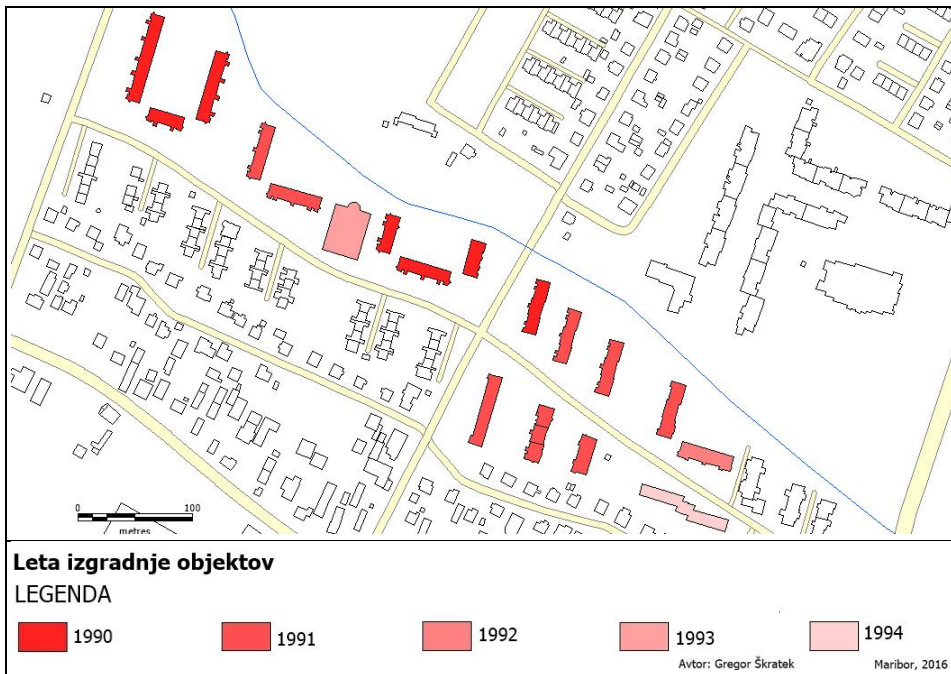 0 100
metres
Leta izgradnje objektov
LEGENDA
1990 1991 1992 1993 1994
Avtor: Gregor Škratek Maribor, 2016